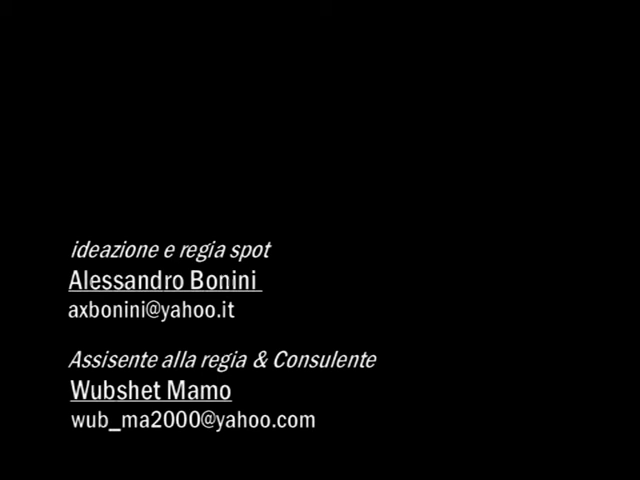 ideazione e regia spot
Alessandro Bonini
axbonini@yahoo.it
Assisente alla regia & Consulente
Wubshet Mamo
wub_ma2000@yahoo.com